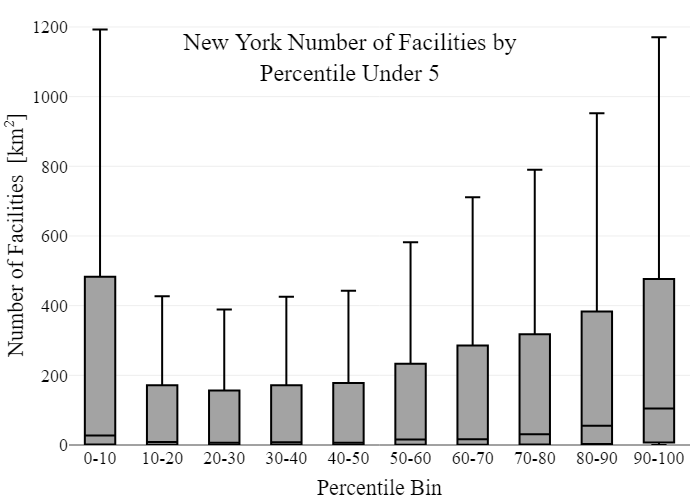 New York Number of Facilities by
Percentile Under 5
Number of Facilities [km²]
1200
1000
800
600
400
200
0
0-10 10-20 20-30 30-40 40-50 50-60 60-70 70-80 80-90 90-100
Percentile Bin